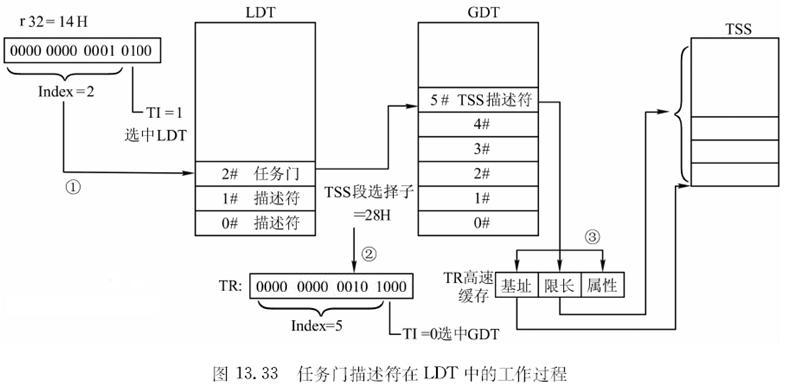 LDT
GDT
TSS
r32=14H
0000 0000 0001 0100
Index=2
TI=1
选中LDT
①
2# 任务门
1# 描述符
0# 描述符
5# TSS描述符
4#
3#
2#
1#
0#
TSS段选择子
=28H
②
TR:
0000 0000 0010 1000
Index=5
TI=0选中GDT
③
TR高速
缓存
基址
限长
属性
图 13.33 任务门描述符在LDT中的工作过程